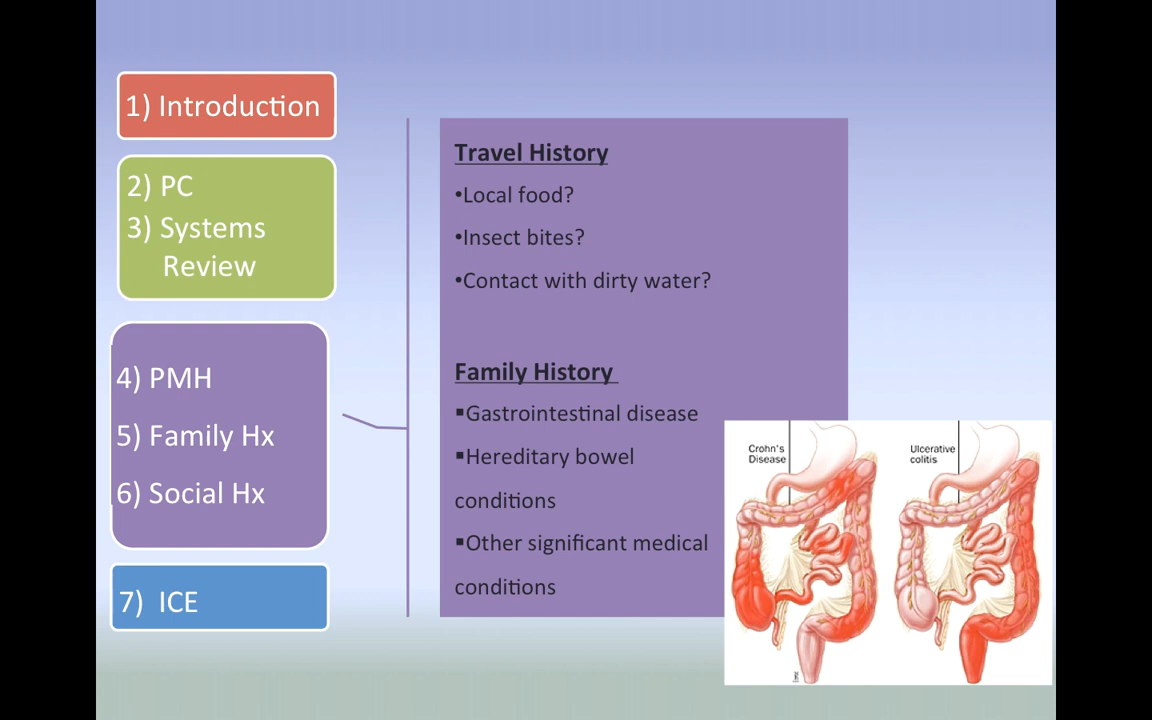 1) Introduction
2) PC
3) Systems
Review
4) PMH
5) Family Hx
6) Social Hx
7) ICE
Travel History
•Local food?
•Insect bites?
•Contact with dirty water?
Family History
▪Gastrointestinal disease
▪Hereditary bowel
conditions
▪Other significant medical
conditions
Crohn's
Disease
Ulcerative
colitis